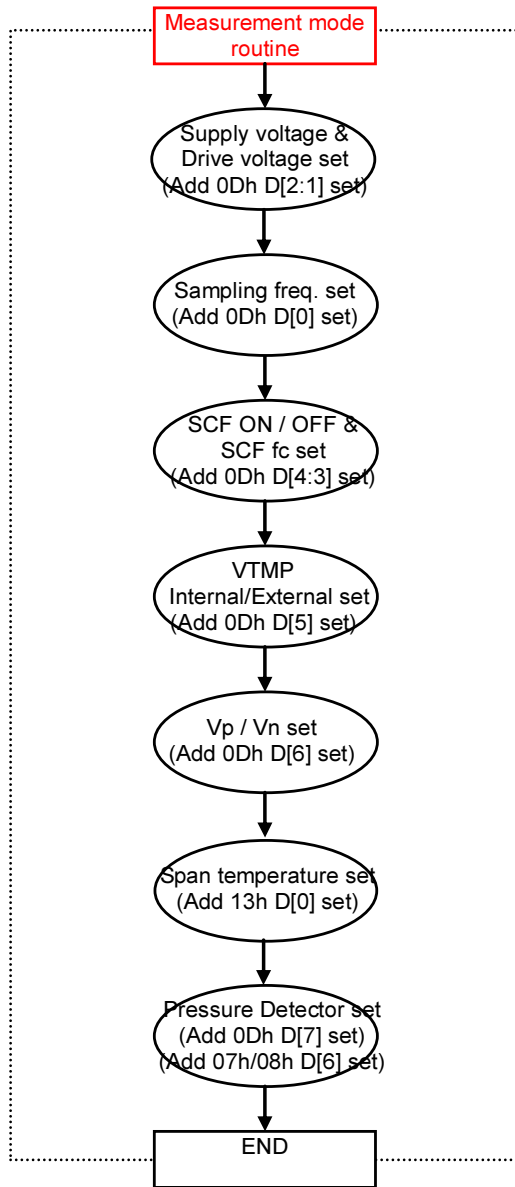 Measurement mode
routine
Supply voltage &
Drive voltage set
(Add 0Dh D[2:1] set)
Sampling freq. set
(Add 0Dh D[0] set)
SCF ON / OFF &
SCF fc set
(Add 0Dh D[4:3] set)
VTMP
Internal/External set
(Add 0Dh D[5] set)
Vp / Vn set
(Add 0Dh D[6] set)
Span temperature set
(Add 13h D[0] set)
Pressure Detector set
(Add 0Dh D[7] set)
(Add 07h/08h D[6] set)
END